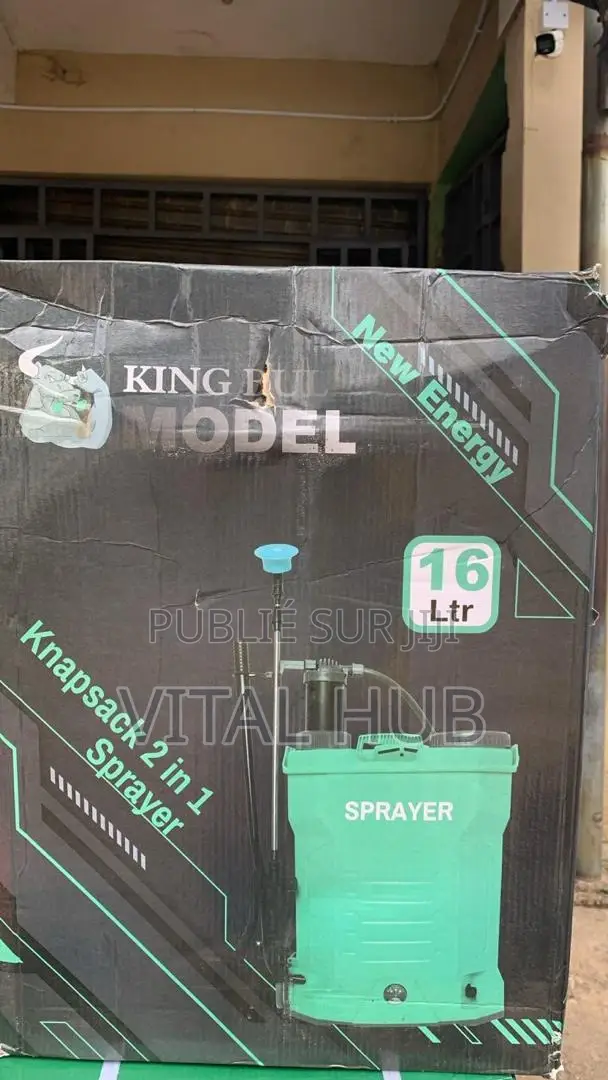 KING BUL
MODEL
New Energy
16
Ltr
PUBLIÉ SUR JIJI
Knapsack 2 in 1
Sprayer
VITAL HUB
SPRAYER